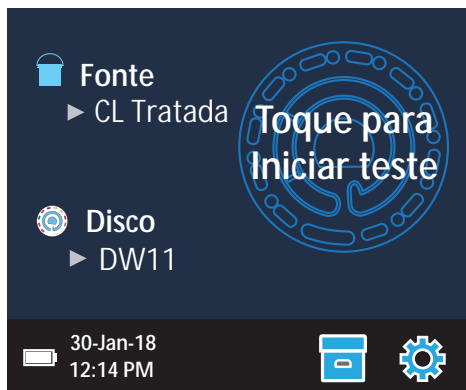 Fonte
► CL Tratada
Toque para
Iniciar teste
Disco
► DW11
30-Jan-18
12:14 PM